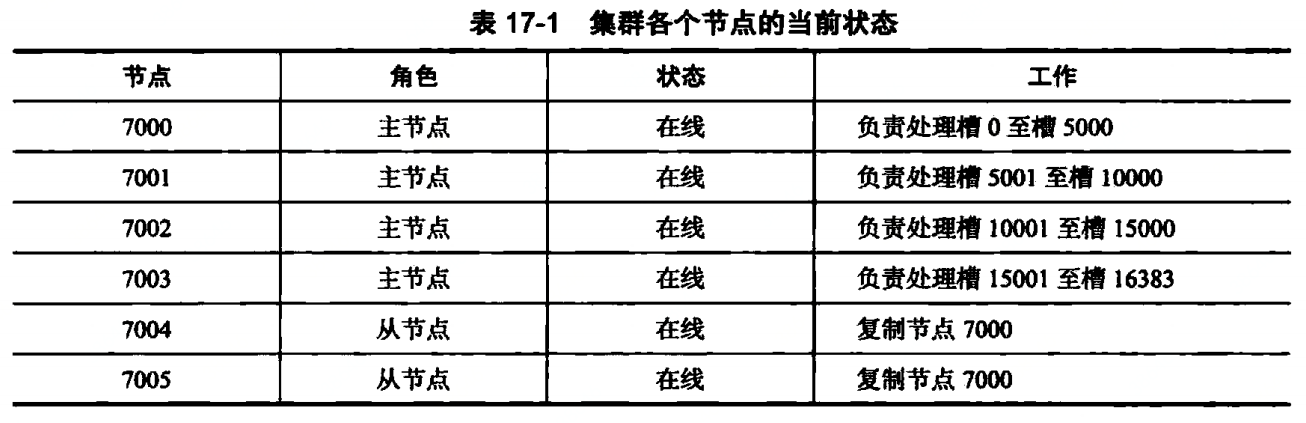 表 17-1 集群各个节点的当前状态
节点 角色 状态 工作
7000 主节点 在线 负责处理槽 0 至槽 5000
7001 主节点 在线 负责处理槽 5001 至槽 10000
7002 主节点 在线 负责处理槽 10001 至槽 15000
7003 主节点 在线 负责处理槽 15001 至槽 16383
7004 从节点 在线 复制节点 7000
7005 从节点 在线 复制节点 7000